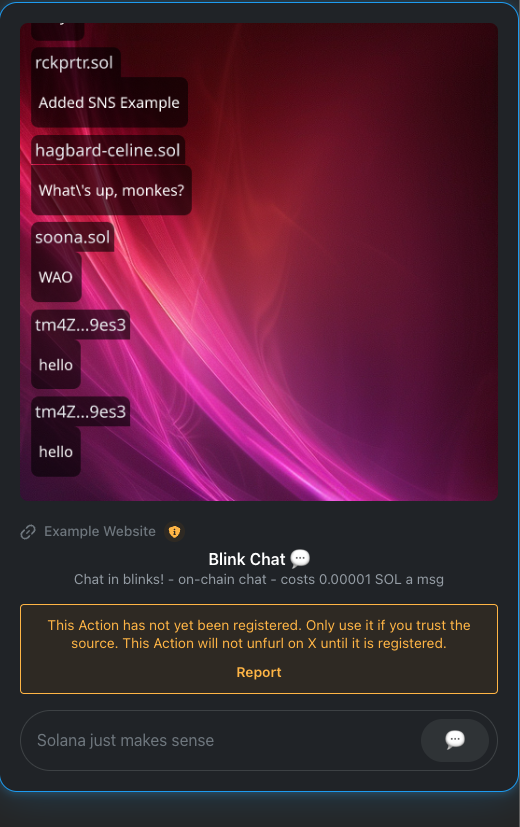 rckprtr.sol
Added SNS Example
hagbard-celine.sol
What\'s up, monkes?
soona.sol
WAO
tm4Z...9es3
hello
tm4Z...9es3
hello
Example Website
Blink Chat 💬
Chat in blinks! - on-chain chat - costs 0.00001 SOL a msg
This Action has not yet been registered. Only use it if you trust the
source. This Action will not unfurl on X until it is registered.
Report
Solana just makes sense
💬